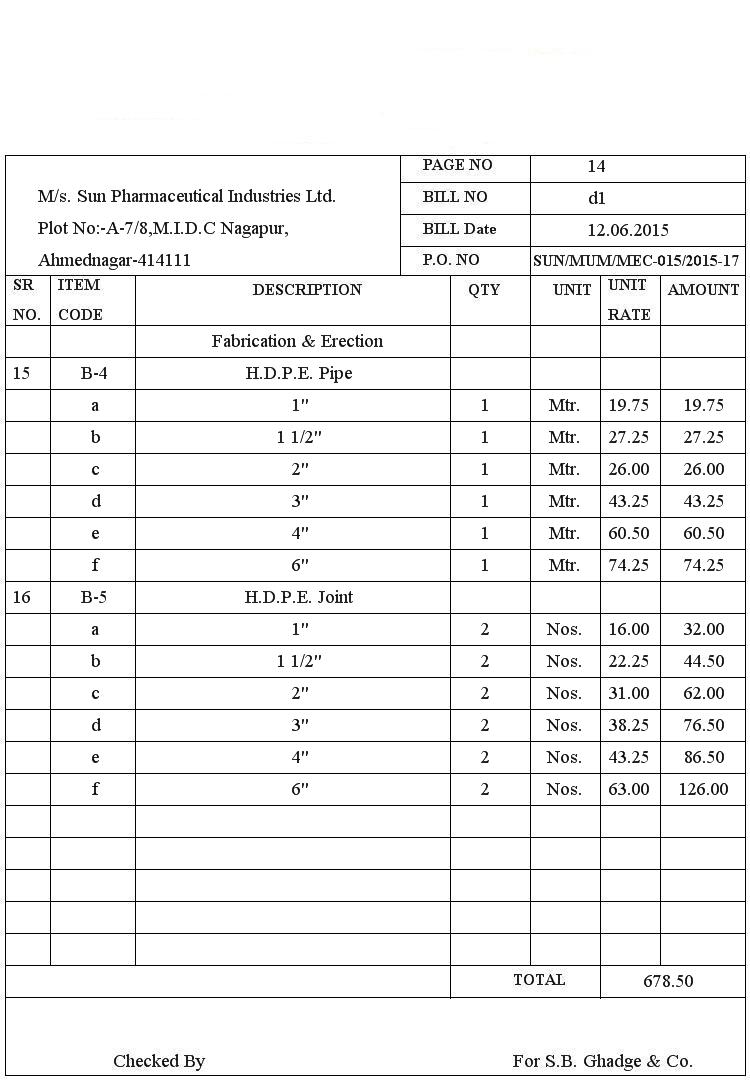 PAGE NO 14
M/s. Sun Pharmaceutical Industries Ltd. BILL NO d1
Plot No:-A-7/8,M.I.D.C Nagapur, BILL Date 12.06.2015
Ahmednagar-414111 P.O. NO SUN/MUM/MEC-015/2015-17
SR NO. ITEM CODE DESCRIPTION QTY UNIT UNIT RATE AMOUNT
Fabrication & Erection
15 B-4 H.D.P.E. Pipe
a 1" 1 Mtr. 19.75 19.75
b 1 1/2" 1 Mtr. 27.25 27.25
c 2" 1 Mtr. 26.00 26.00
d 3" 1 Mtr. 43.25 43.25
e 4" 1 Mtr. 60.50 60.50
f 6" 1 Mtr. 74.25 74.25
16 B-5 H.D.P.E. Joint
a 1" 2 Nos. 16.00 32.00
b 1 1/2" 2 Nos. 22.25 44.50
c 2" 2 Nos. 31.00 62.00
d 3" 2 Nos. 38.25 76.50
e 4" 2 Nos. 43.25 86.50
f 6" 2 Nos. 63.00 126.00
TOTAL 678.50
Checked By For S.B. Ghadge & Co.